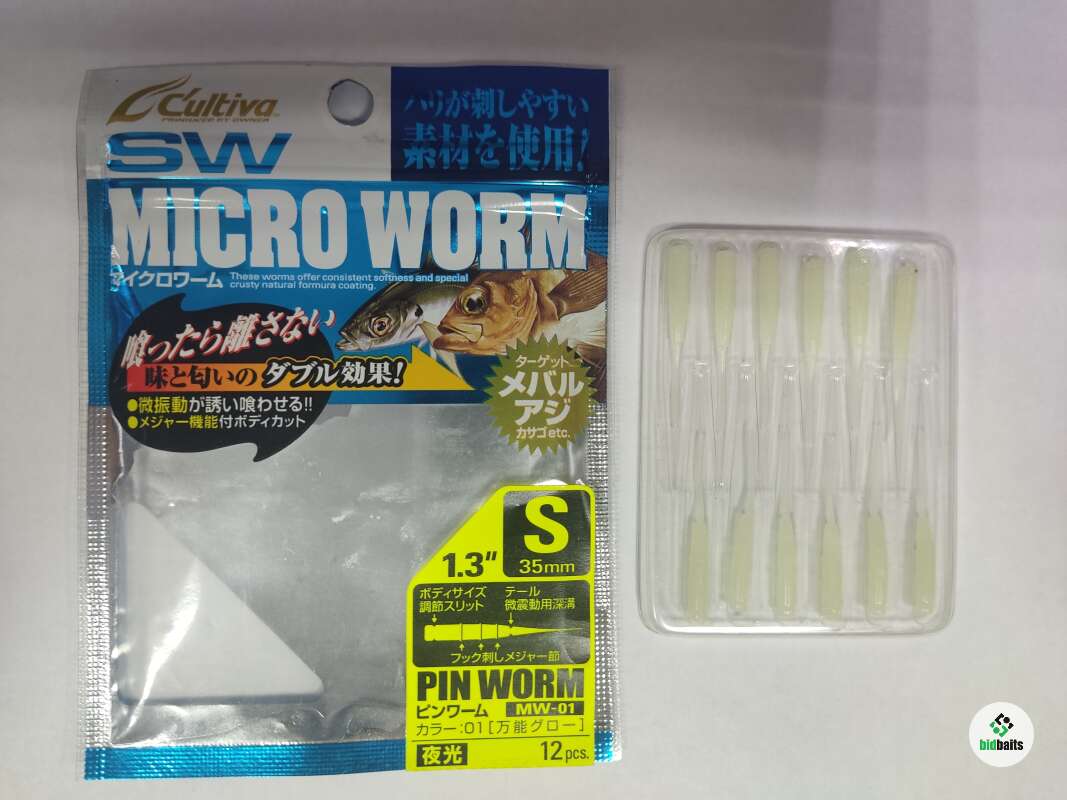 Cultiva
PRODUCED BY OWNER
SW
ハリが刺しやすい
素材を使用!
MICRO WORM
マイクロワーム
These worms offer consistent softness and special
crusty natural formura coating.
喰ったら離さない
味と匂いのダブル効果!
●微振動が誘い喰わせる!!
●メジャー機能付ボディカット
ターゲット
メバル
アジ
カサゴetc.
S
35mm
1.3"
ボディサイズ
調節スリット
テール
微震動用深溝
フック刺しメジャー節
PIN WORM
ピンワーム MW-01
カラー:01[万能グロー]
夜光 12pcs.
bidbaits